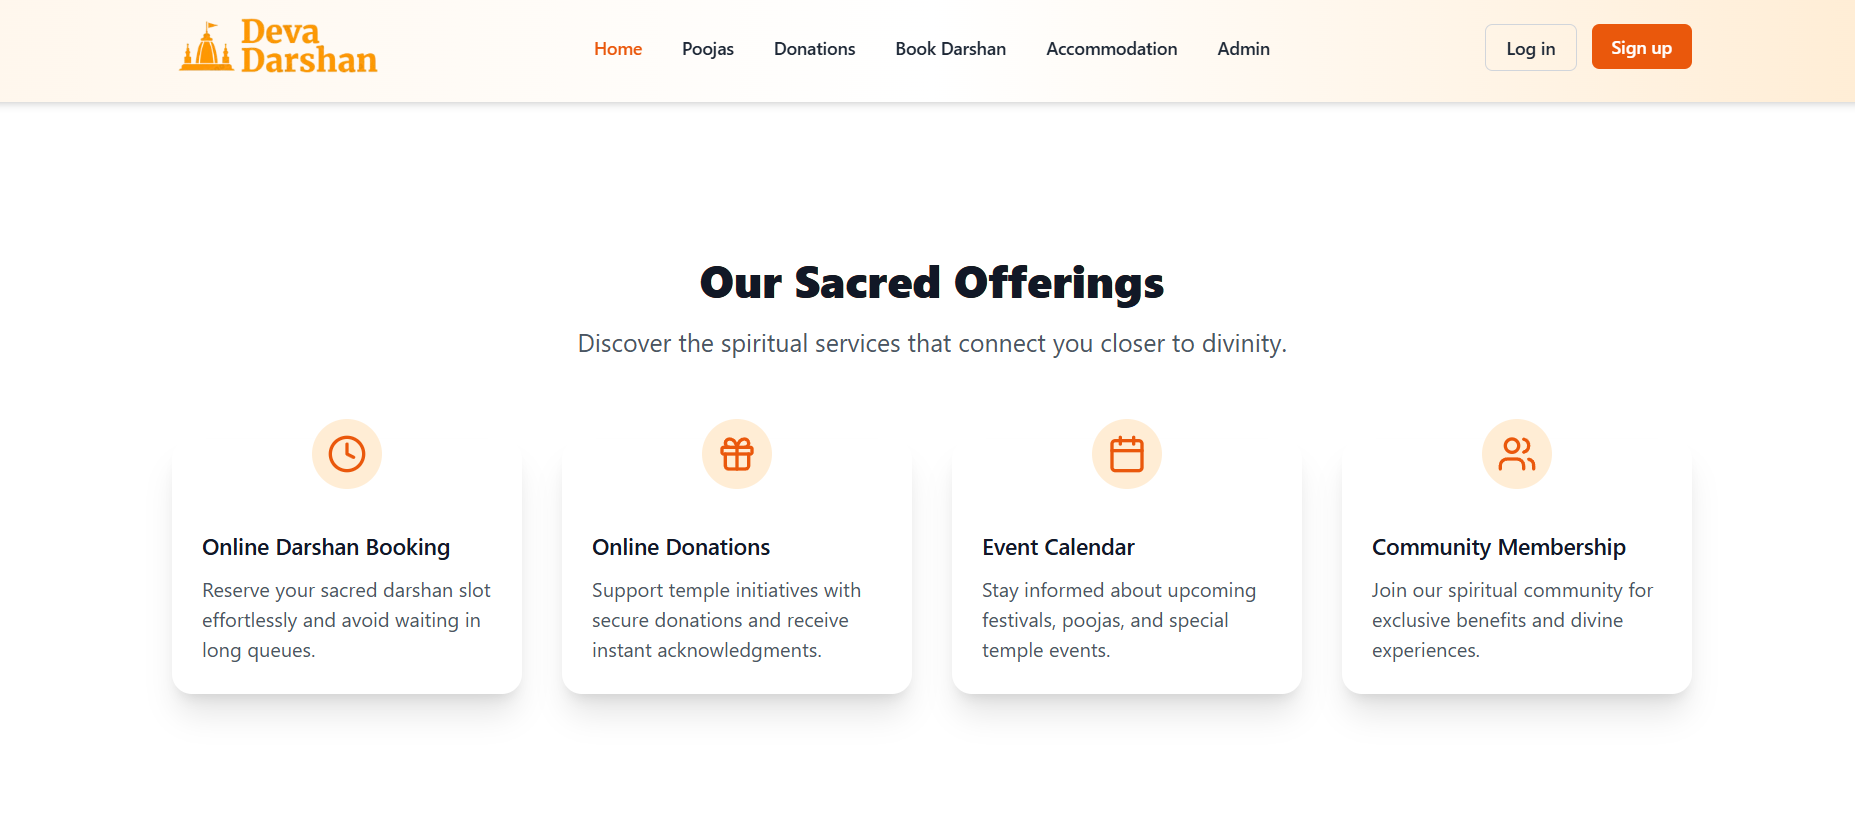 Deva
Darshan
Home Poojas Donations Book Darshan Accommodation Admin Log in Sign up
Our Sacred Offerings
Discover the spiritual services that connect you closer to divinity.
Online Darshan Booking
Reserve your sacred darshan slot
effortlessly and avoid waiting in
long queues.
Online Donations
Support temple initiatives with
secure donations and receive
instant acknowledgments.
Event Calendar
Stay informed about upcoming
festivals, poojas, and special
temple events.
Community Membership
Join our spiritual community for
exclusive benefits and divine
experiences.